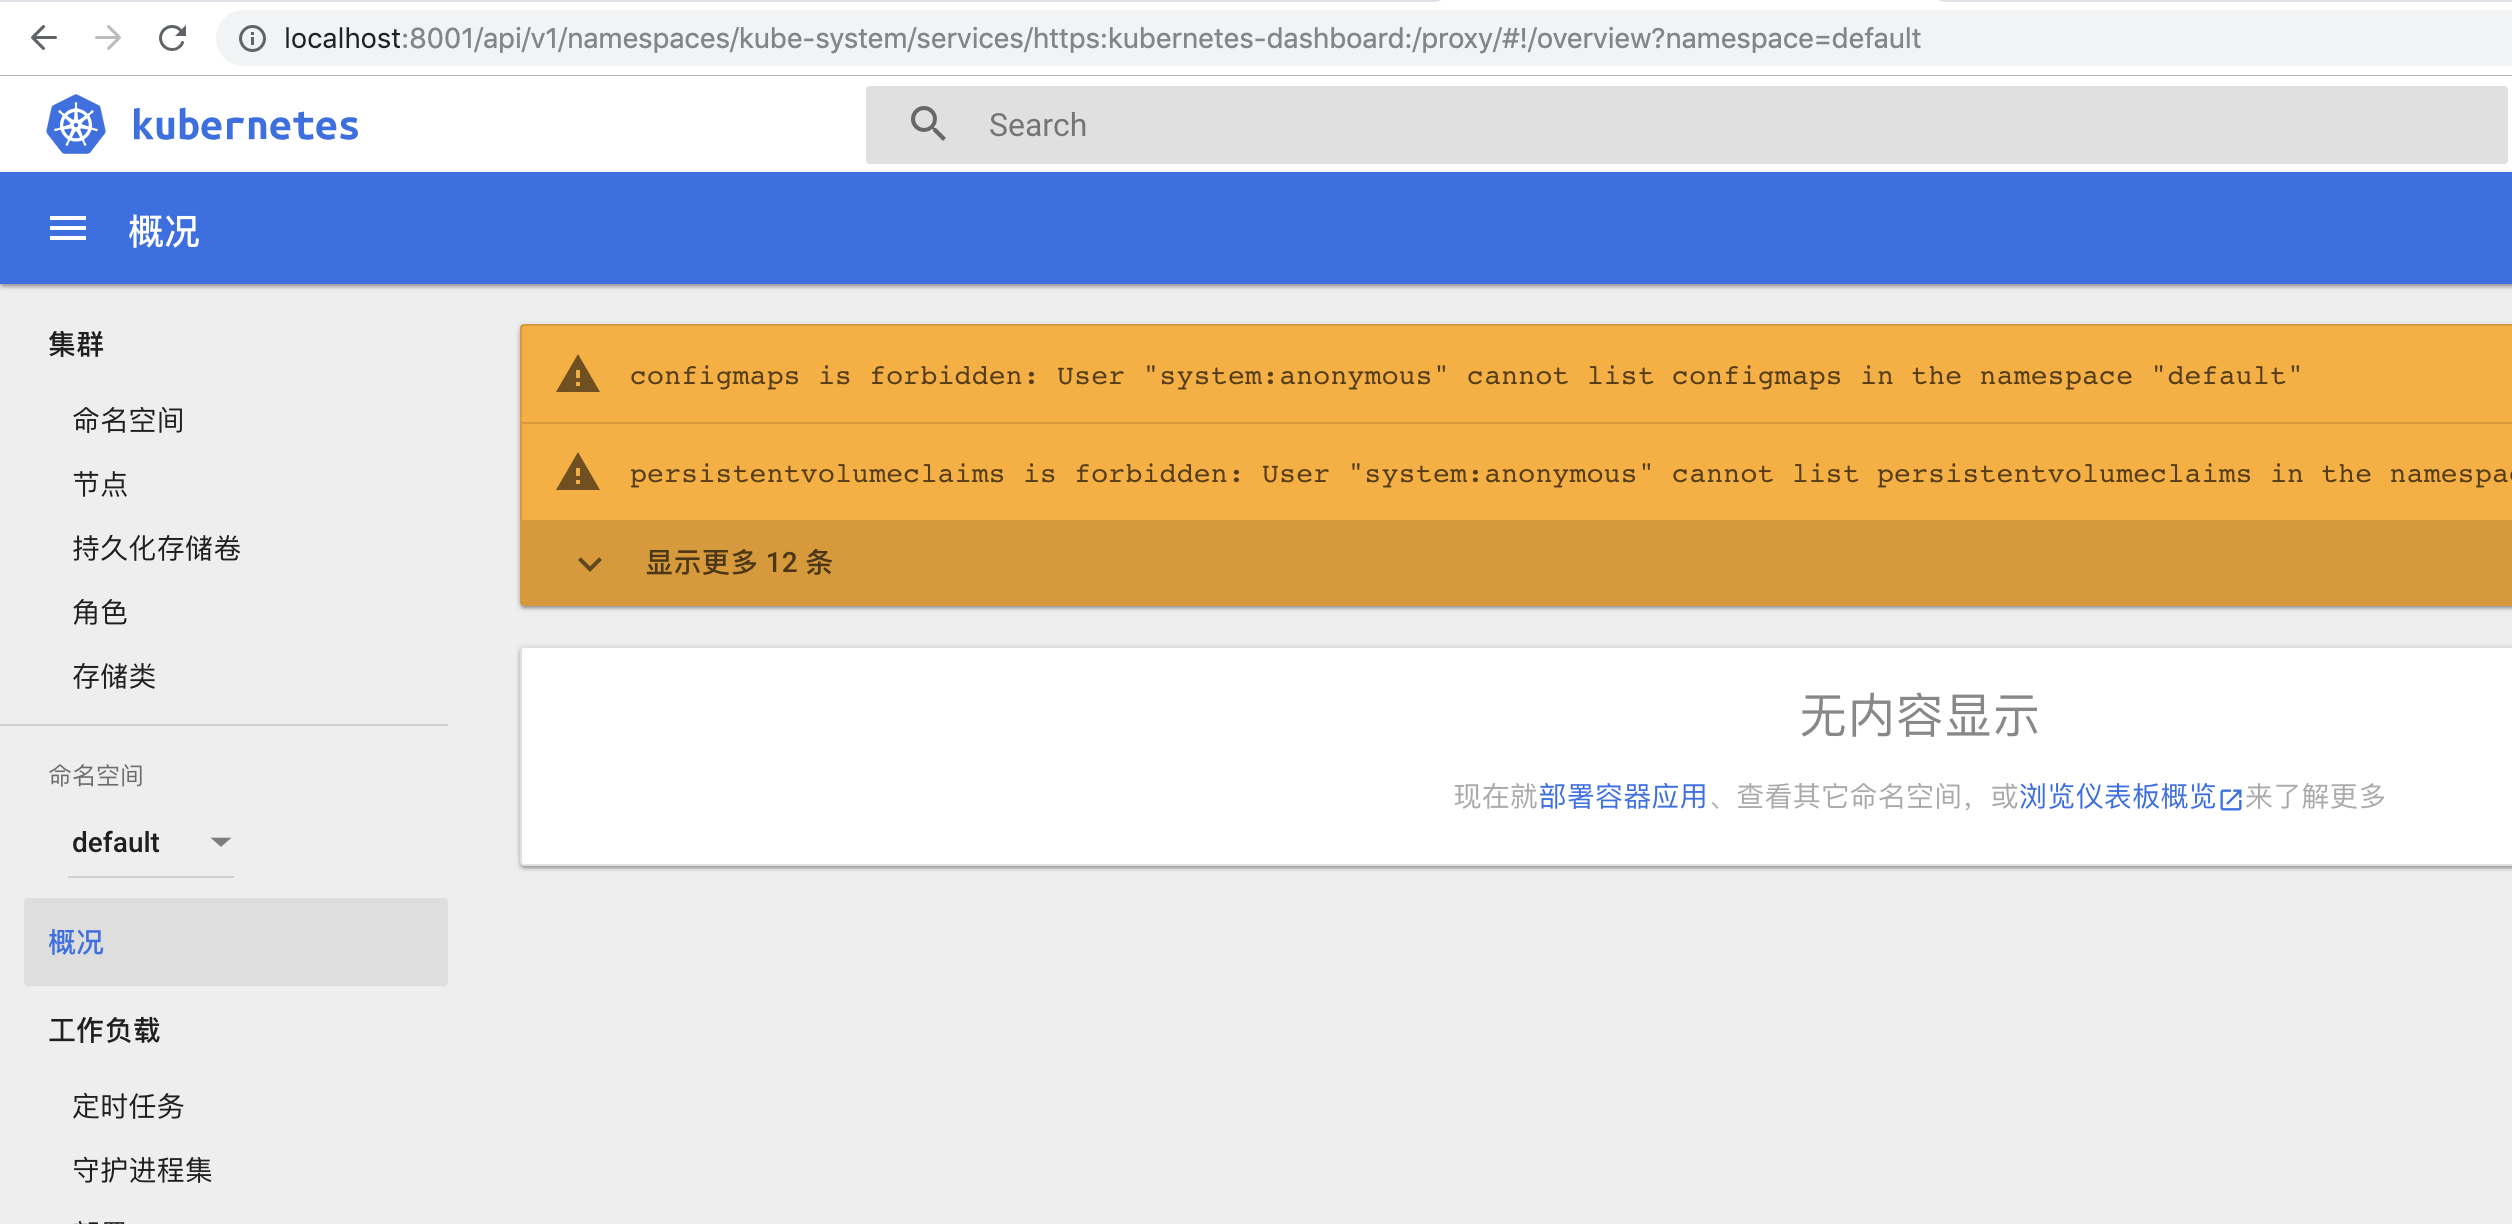 localhost:8001/api/v1/namespaces/kube-system/services/https:kubernetes-dashboard:/proxy/#!/overview?namespace=default
kubernetes
Search
概况
集群
命名空间
节点
持久化存储卷
角色
存储类
命名空间
default
概况
工作负载
定时任务
守护进程集
configmaps is forbidden: User "system:anonymous" cannot list configmaps in the namespace "default"
persistentvolumeclaims is forbidden: User "system:anonymous" cannot list persistentvolumeclaims in the
显示更多 12 条
无内容显示
现在就部署容器应用、查看其它命名空间，或浏览仪表板概览来了解更多